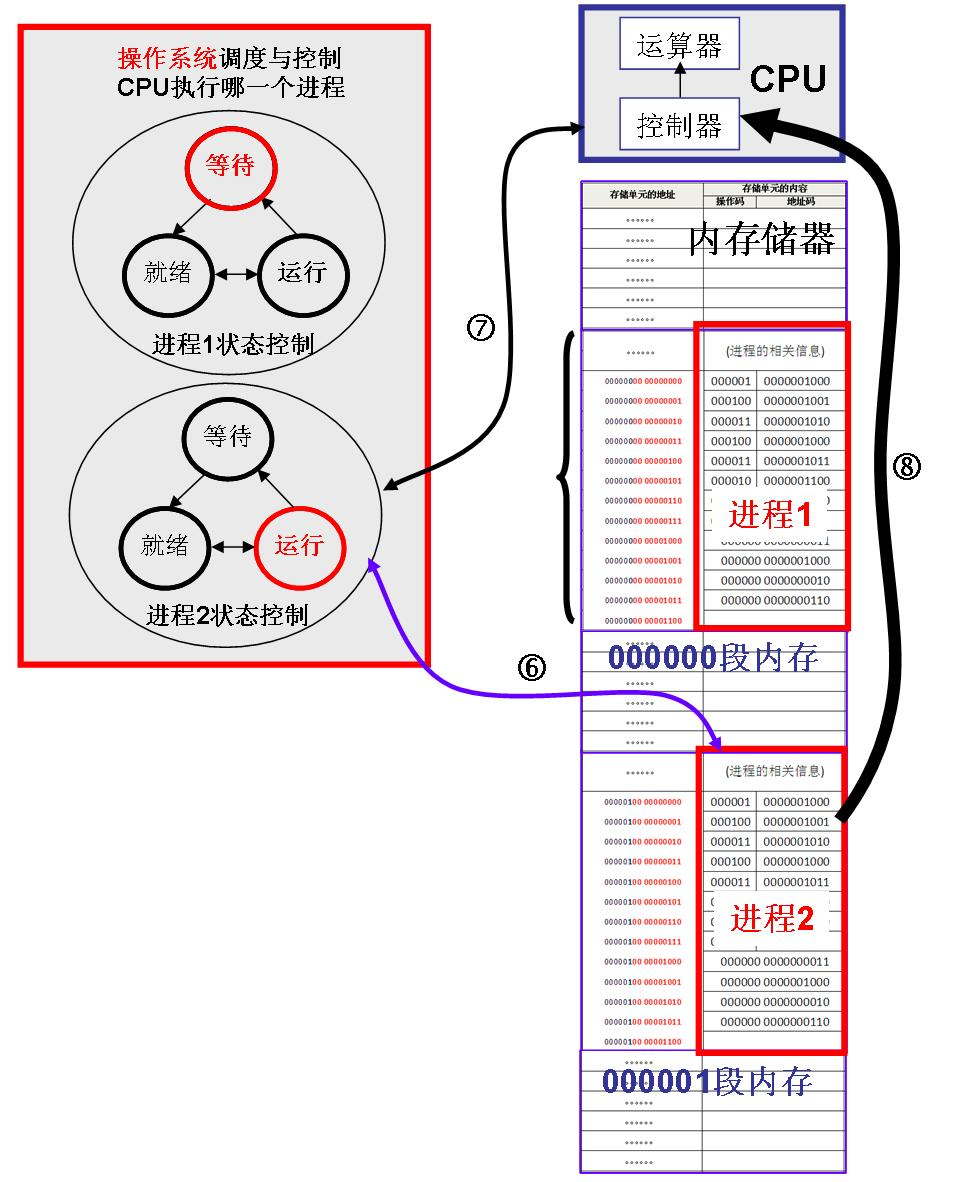 操作系统调度与控制
CPU执行哪一个进程
等待
就绪
运行
进程1状态控制
等待
就绪
运行
进程2状态控制
⑦
⑥
⑧
运算器
CPU
控制器
存储单元的地址 存储单元的内容
操作码 地址码
内存储器
(进程的相关信息)
00000000 00000000 000001 0000001000
00000000 00000001 000100 0000001001
00000000 00000010 000011 0000001010
00000000 00000011 000100 0000001000
00000000 00000100 000011 0000001011
00000000 00000101 000010 0000001100
00000000 00000110
00000000 00000111
进程1
00000000 00001000
00000000 00001001 000000 0000001000
00000000 00001010 000000 0000000010
00000000 00001011 000000 0000000110
00000000 00001100
000000段内存
(进程的相关信息)
00000100 00000000 000001 0000001000
00000100 00000001 000100 0000001001
00000100 00000010 000011 0000001010
00000100 00000011 000100 0000001000
00000100 00000100 000011 0000001011
00000100 00000101
00000100 00000110
进程2
00000100 00000111
00000100 00001000 000000 0000000011
00000100 00001001 000000 0000001000
00000100 00001010 000000 0000000010
00000100 00001011 000000 0000000110
00000100 00001100
000001段内存